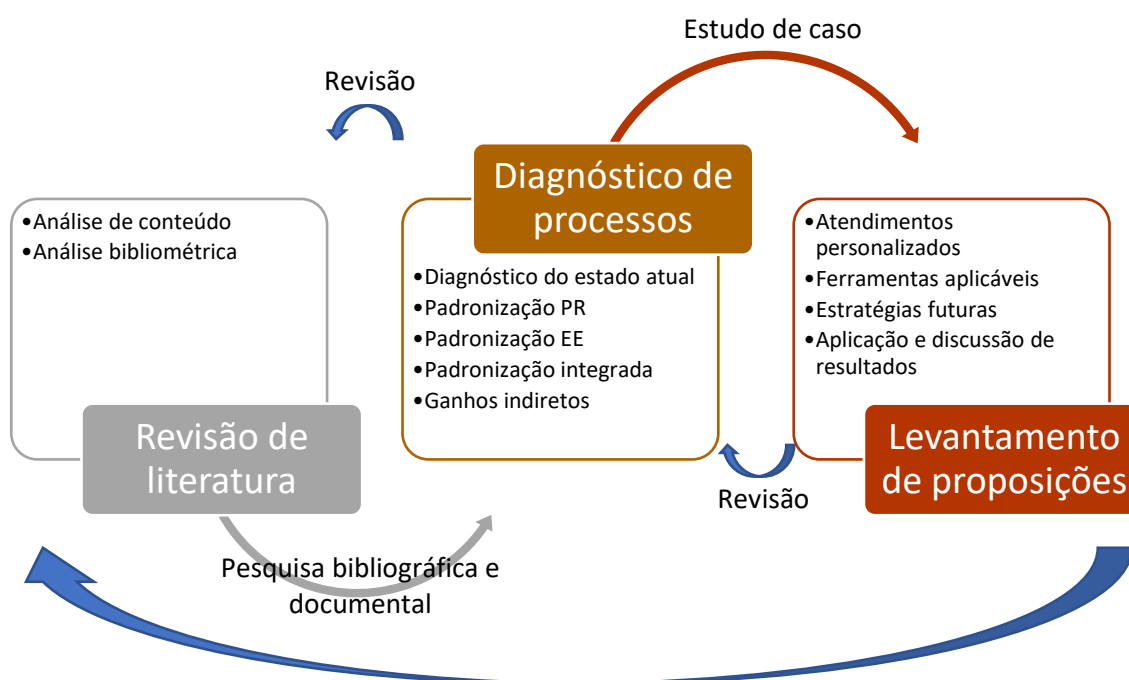 Estudo de caso
Revisão
Diagnóstico de
processos
•Análise de conteúdo
•Análise bibliométrica
Revisão de
literatura
•Diagnóstico do estado atual
•Padronização PR
•Padronização EE
•Padronização integrada
•Ganhos indiretos
•Atendimentos
personalizados
•Ferramentas aplicáveis
•Estratégias futuras
•Aplicação e discussão de
resultados
Levantamento
de proposições
Revisão
Pesquisa bibliográfica e
documental